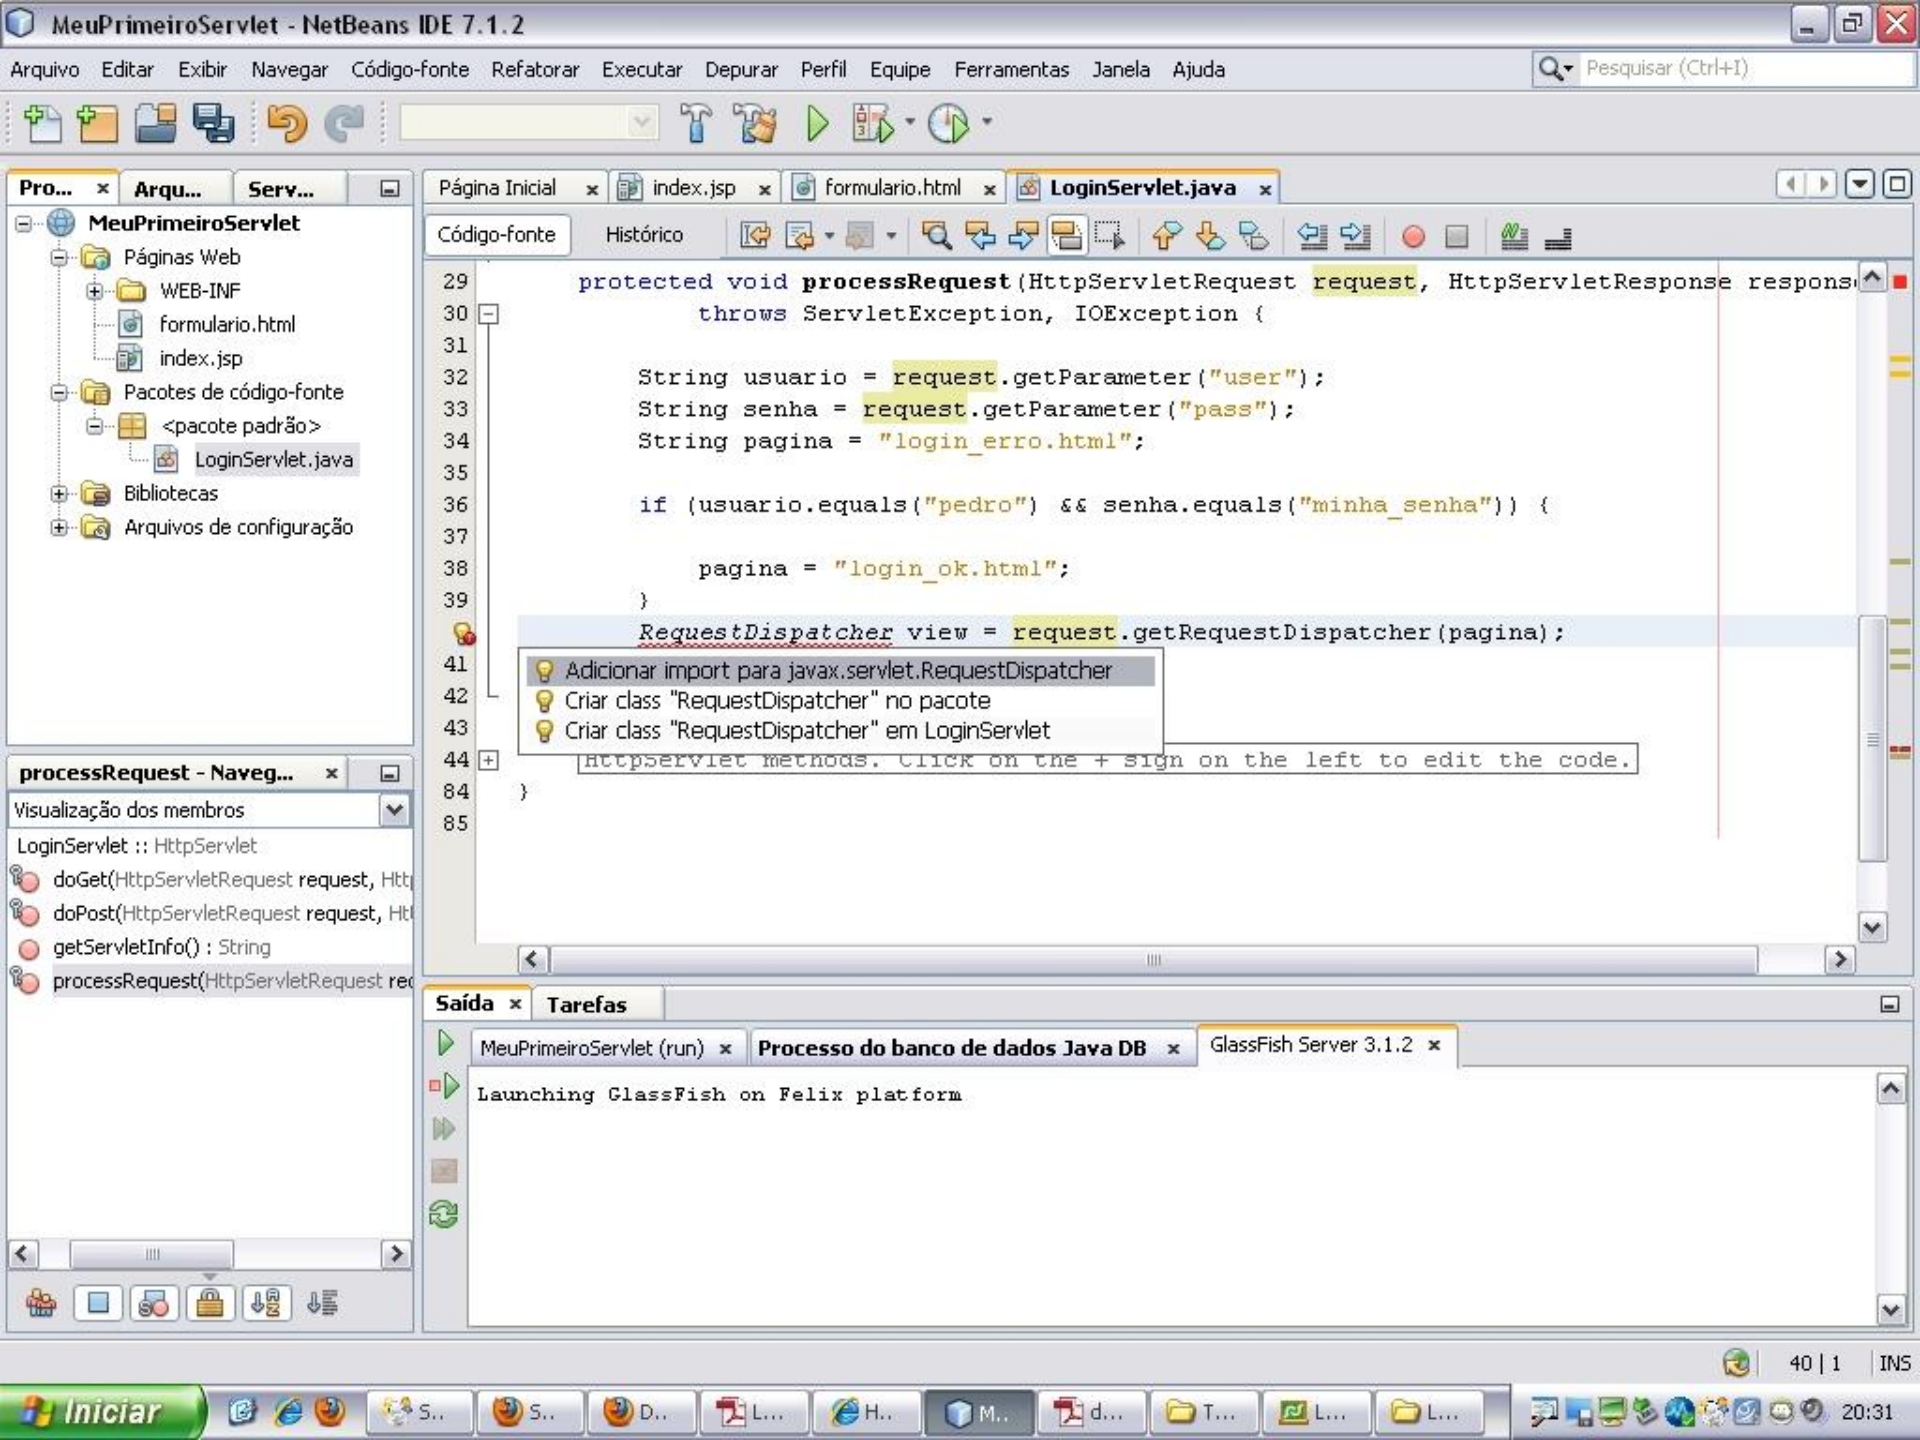 MeuPrimeiroServlet - NetBeans IDE 7.1.2
Arquivo Editar Exibir Navegar Código-fonte Refatorar Executar Depurar Perfil Equipe Ferramentas Janela Ajuda
Pesquisar (Ctrl+I)
Pro... Arqu... Serv...
MeuPrimeiroServlet
Páginas Web
WEB-INF
formulario.html
index.jsp
Pacotes de código-fonte
<pacote padrão>
LoginServlet.java
Bibliotecas
Arquivos de configuração
processRequest - Naveg...
Visualização dos membros
LoginServlet :: HttpServlet
doGet(HttpServletRequest request, Http
doPost(HttpServletRequest request, Htt
getServletInfo() : String
processRequest(HttpServletRequest req
Página Inicial index.jsp formulario.html LoginServlet.java
Código-fonte Histórico
29 protected void processRequest(HttpServletRequest request, HttpServletResponse respons
30 throws ServletException, IOException {
31
32 String usuario = request.getParameter("user");
33 String senha = request.getParameter("pass");
34 String pagina = "login_erro.html";
35
36 if (usuario.equals("pedro") && senha.equals("minha_senha")) {
37
38 pagina = "login_ok.html";
39 }
RequestDispatcher view = request.getRequestDispatcher(pagina);
41
Adicionar import para javax.servlet.RequestDispatcher
42
Criar class "RequestDispatcher" no pacote
43
Criar class "RequestDispatcher" em LoginServlet
44 HttpServlet methods. Click on the + sign on the left to edit the code.
84 }
85
Saída Tarefas
MeuPrimeiroServlet (run) Processo do banco de dados Java DB GlassFish Server 3.1.2
Launching GlassFish on Felix platform
40 | 1 INS
Iniciar S.. S.. D.. L... H.. M.. d... T... L... L... 20:31